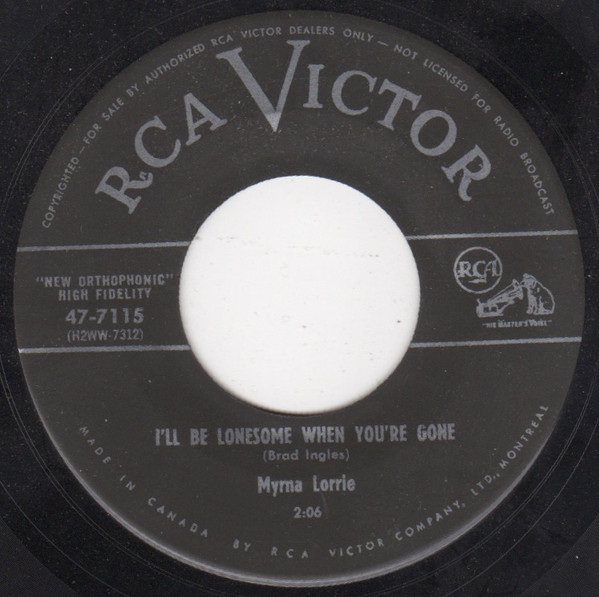 COPYRIGHTED — FOR SALE BY AUTHORIZED RCA VICTOR DEALERS ONLY — NOT LICENSED FOR RADIO BROADCAST
RCA VICTOR
"NEW ORTHOPHONIC"
HIGH FIDELITY
47-7115
(H2WW-7312)
RCA
"HIS MASTER'S VOICE"
I'LL BE LONESOME WHEN YOU'RE GONE
(Brad Ingles)
Myrna Lorrie
2:06
MADE IN CANADA BY RCA VICTOR COMPANY, LTD., MONTREAL